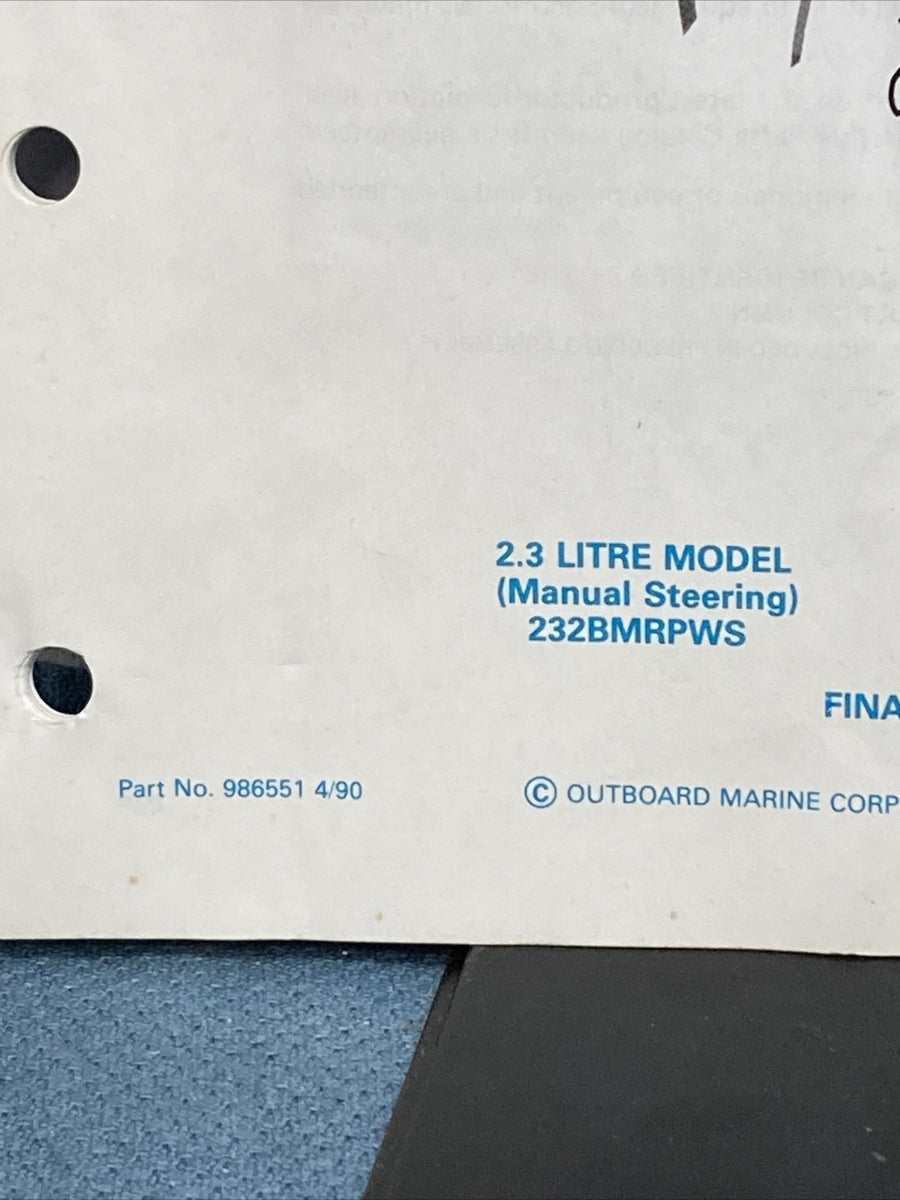 2.3 LITRE MODEL
(Manual Steering)
232BMRPWS
FINA
Part No. 986551 4/90
© OUTBOARD MARINE CORP